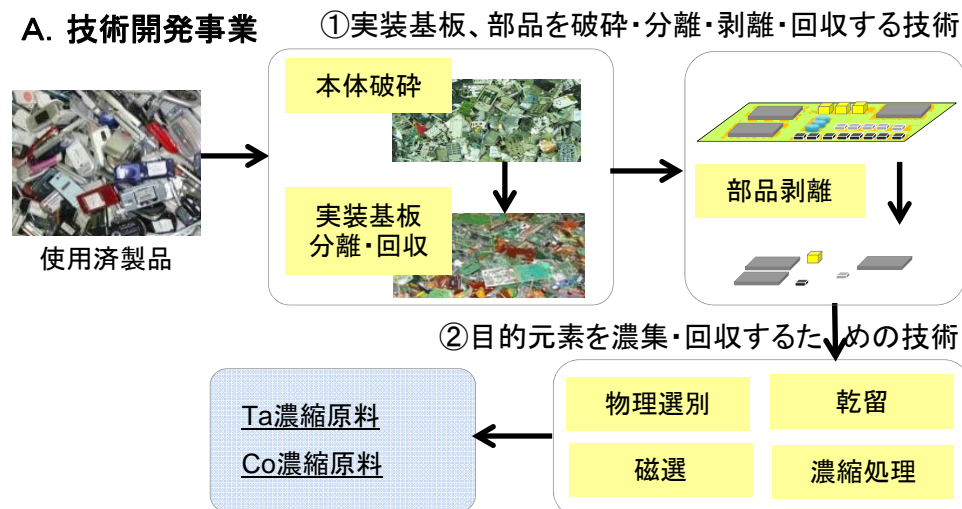 A. 技術開発事業
①実装基板、部品を破砕・分離・剥離・回収する技術
使用済製品
本体破砕
実装基板
分離・回収
部品剥離
②目的元素を濃集・回収するための技術
物理選別
乾留
磁選
濃縮処理
Ta濃縮原料
Co濃縮原料